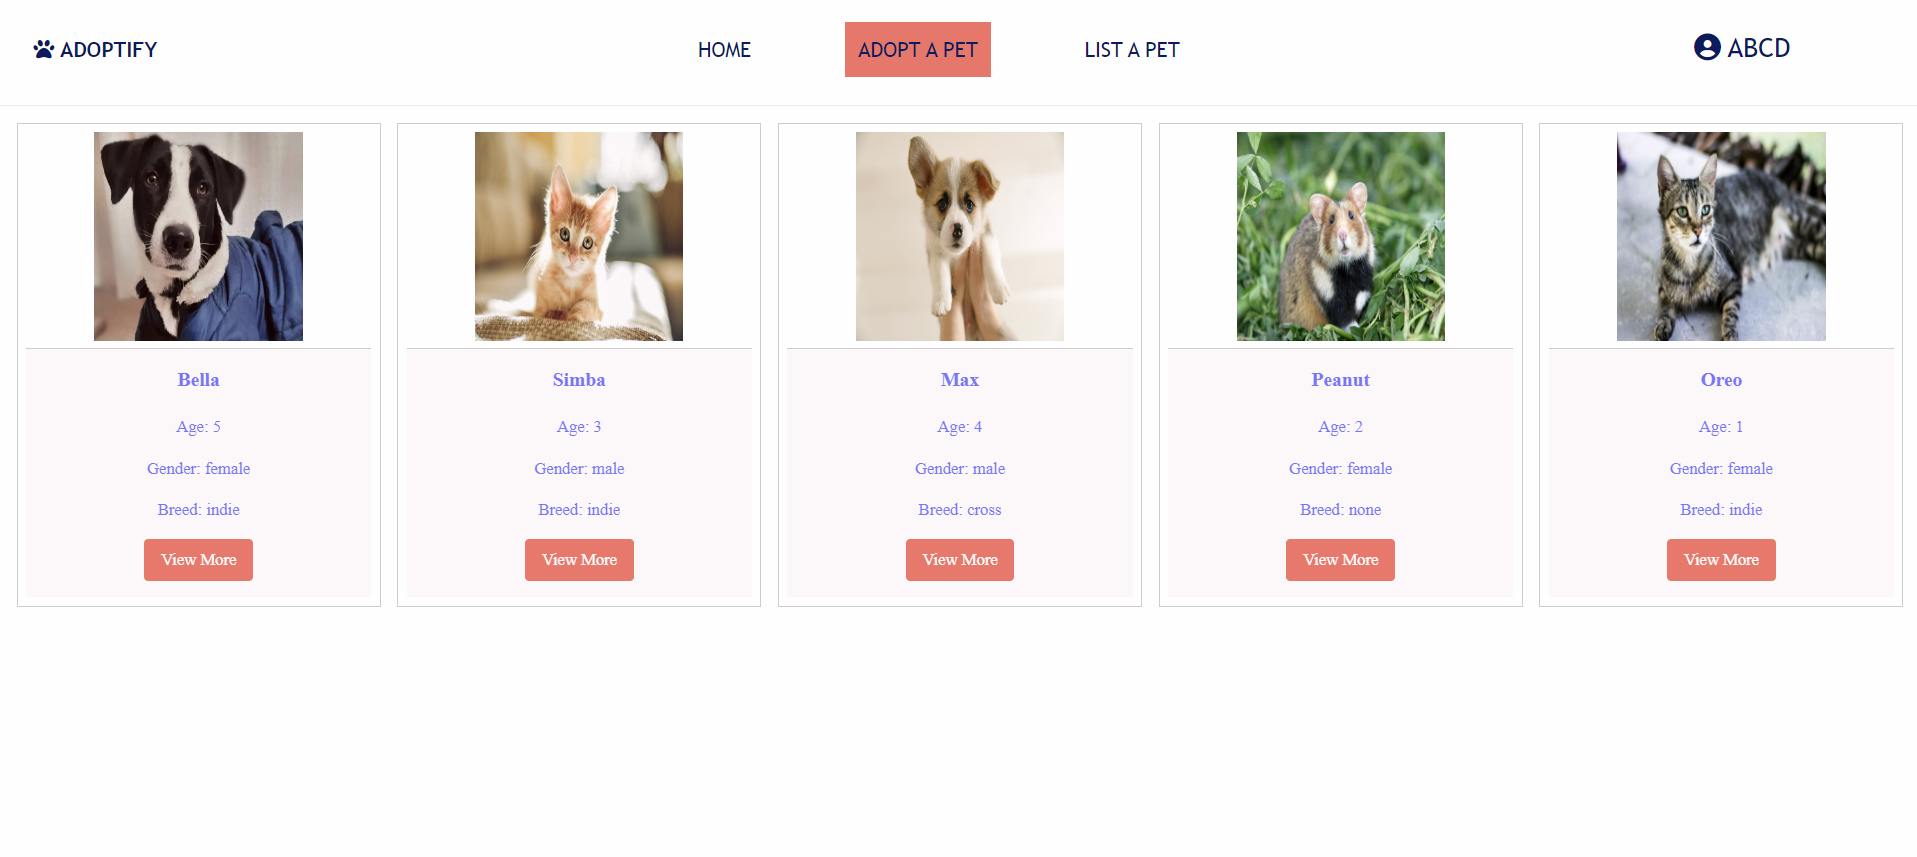 ADOPTIFY
HOME
ADOPT A PET
LIST A PET
ABCD
Bella
Age: 5
Gender: female
Breed: indie
View More
Simba
Age: 3
Gender: male
Breed: indie
View More
Max
Age: 4
Gender: male
Breed: cross
View More
Peanut
Age: 2
Gender: female
Breed: none
View More
Oreo
Age: 1
Gender: female
Breed: indie
View More